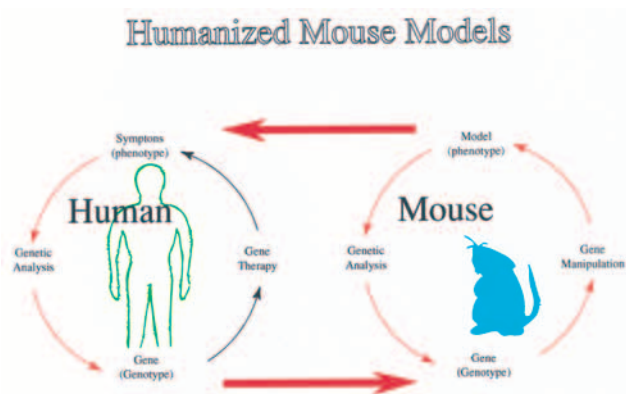 Humanized Mouse Models
Symptons
(phenotype)
Human
Genetic
Analysis
Gene
Therapy
Gene
(Genotype)
Model
(phenotype)
Mouse
Genetic
Analysis
Gene
Manipulation
Gene
(Genotype)